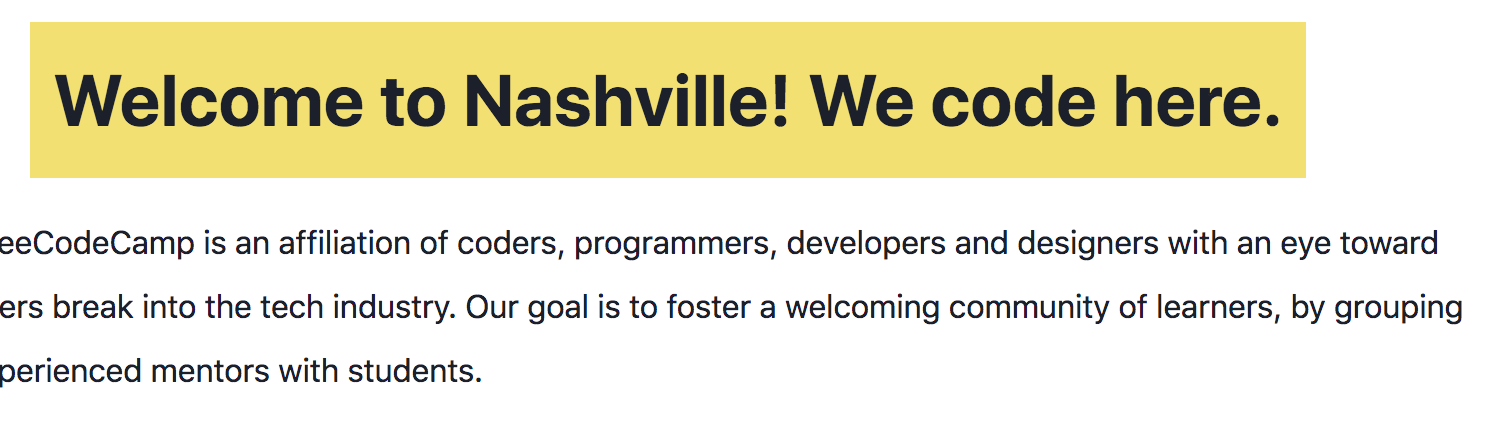 Welcome to Nashville! We code here.
eeCodeCamp is an affiliation of coders, programmers, developers and designers with an eye toward
ers break into the tech industry. Our goal is to foster a welcoming community of learners, by grouping
perienced mentors with students.